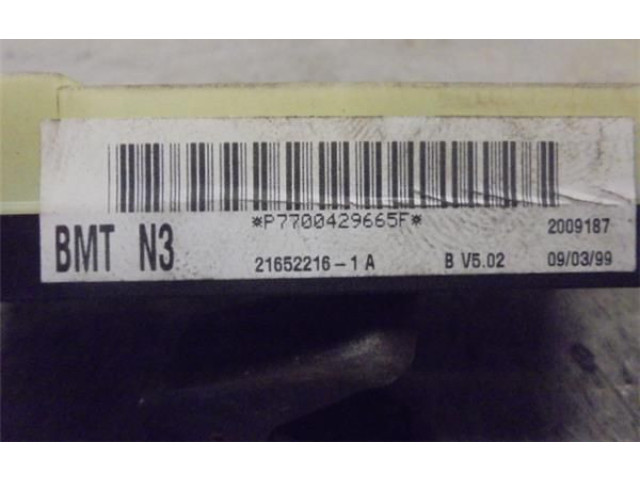 *P7700429665F*
2009187
BMT N3
21652216-1 A
B V5.02
09/03/99